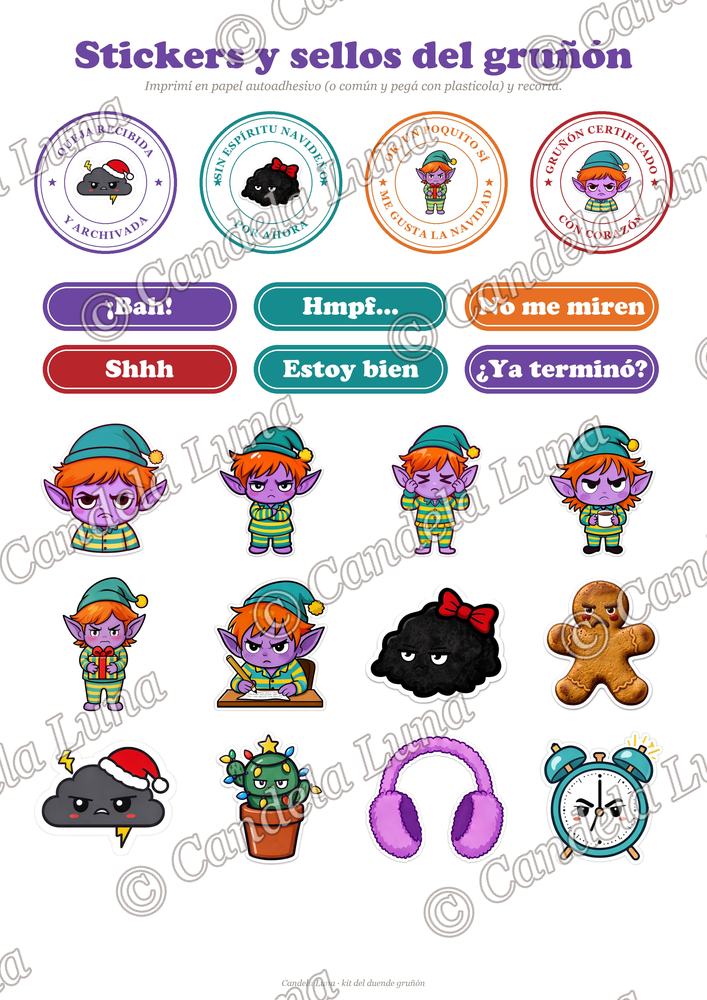 Stickers y sellos del gruñón
Imprimí en papel autoadhesivo (o común y pegá con plasticola) y recortá.
QUEJA RECIBIDA
Y ARCHIVADA
SIN ESPÍRITU NAVIDEÑO
POR AHORA
UN POQUITO SÍ
ME GUSTA LA NAVIDAD
GRUÑÓN CERTIFICADO
CON CORAZÓN
¡Bah!
Hmpf...
No me miren
Shhh
Estoy bien
¿Ya terminó?
Candela Luna · kit del duende gruñón
© Candela Luna